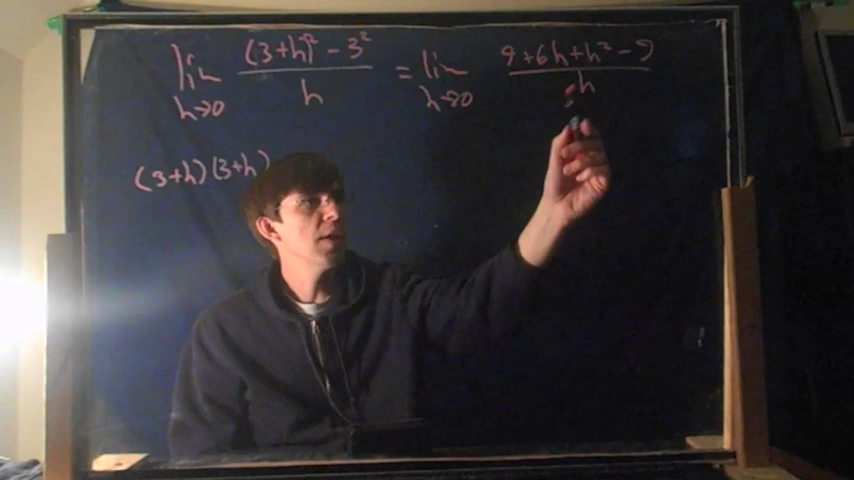 lim h→0 ((3+h)² - 3²)/h = lim h→0 (9+6h+h² - 9)/h
(3+h)(3+h)